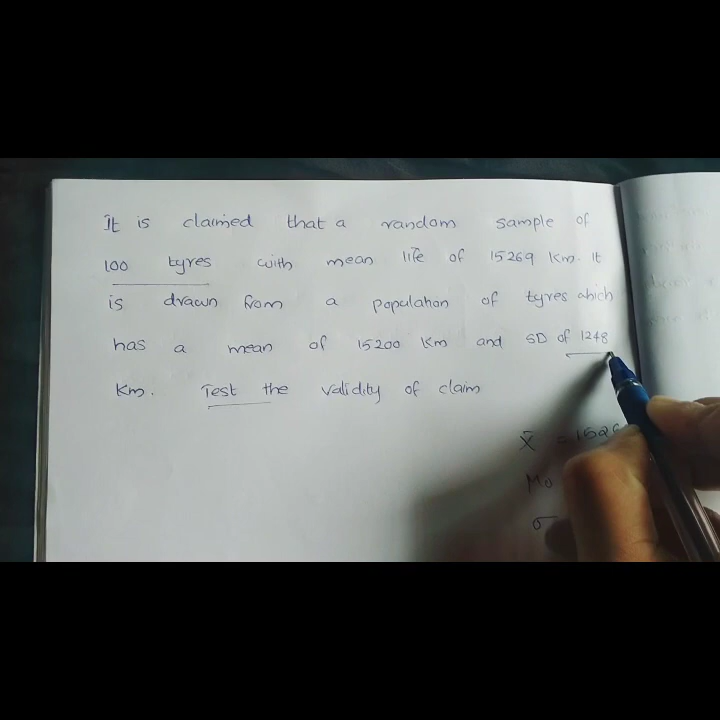 It is claimed that a random sample of
100 tyres with mean life of 15269 Km. It
is drawn from a population of tyres which
has a mean of 15200 Km and SD of 1248
Km. Test the validity of claim
x̄ = 1526
μ0
σ